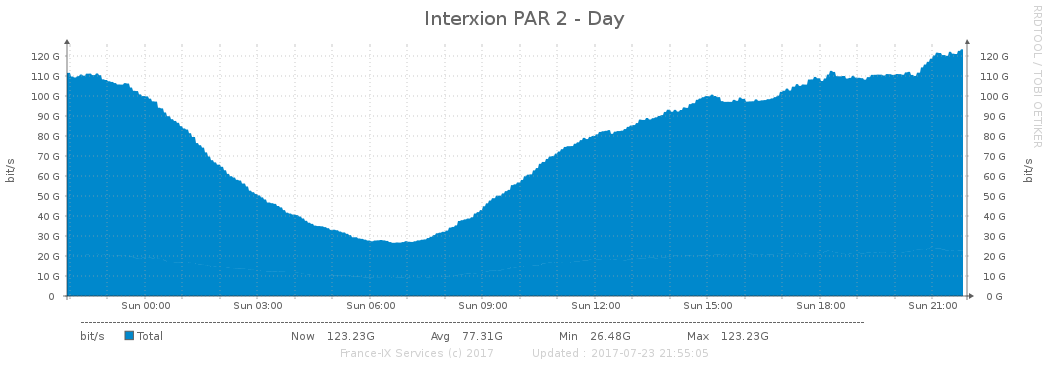 Interxion PAR 2 - Day
RRDTOOL / TOBI OETIKER
bit/s
120 G
110 G
100 G
90 G
80 G
70 G
60 G
50 G
40 G
30 G
20 G
10 G
0
120 G
110 G
100 G
90 G
80 G
70 G
60 G
50 G
40 G
30 G
20 G
10 G
0 G
bit/s
Sun 00:00 Sun 03:00 Sun 06:00 Sun 09:00 Sun 12:00 Sun 15:00 Sun 18:00 Sun 21:00
bit/s Total Now 123.23G Avg 77.31G Min 26.48G Max 123.23G
France-IX Services (c) 2017 Updated : 2017-07-23 21:55:05